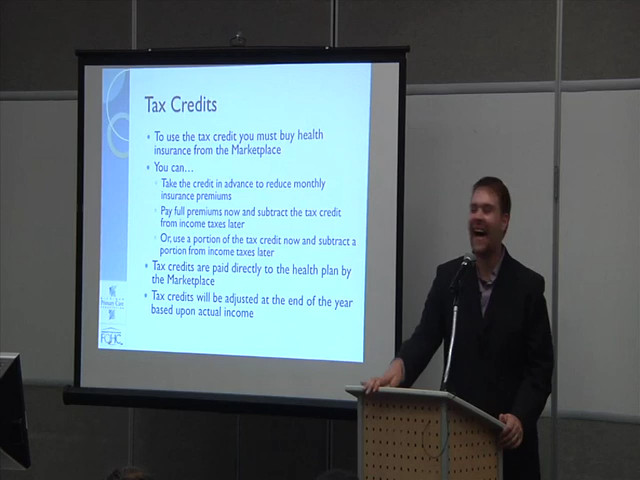 Tax Credits
To use the tax credit you must buy health
insurance from the Marketplace
You can…
Take the credit in advance to reduce monthly
insurance premiums
Pay full premiums now and subtract the tax credit
from income taxes later
Or, use a portion of the tax credit now and subtract a
portion from income taxes later
Tax credits are paid directly to the health plan by
the Marketplace
Tax credits will be adjusted at the end of the year
based upon actual income
Primary Care
FQHC